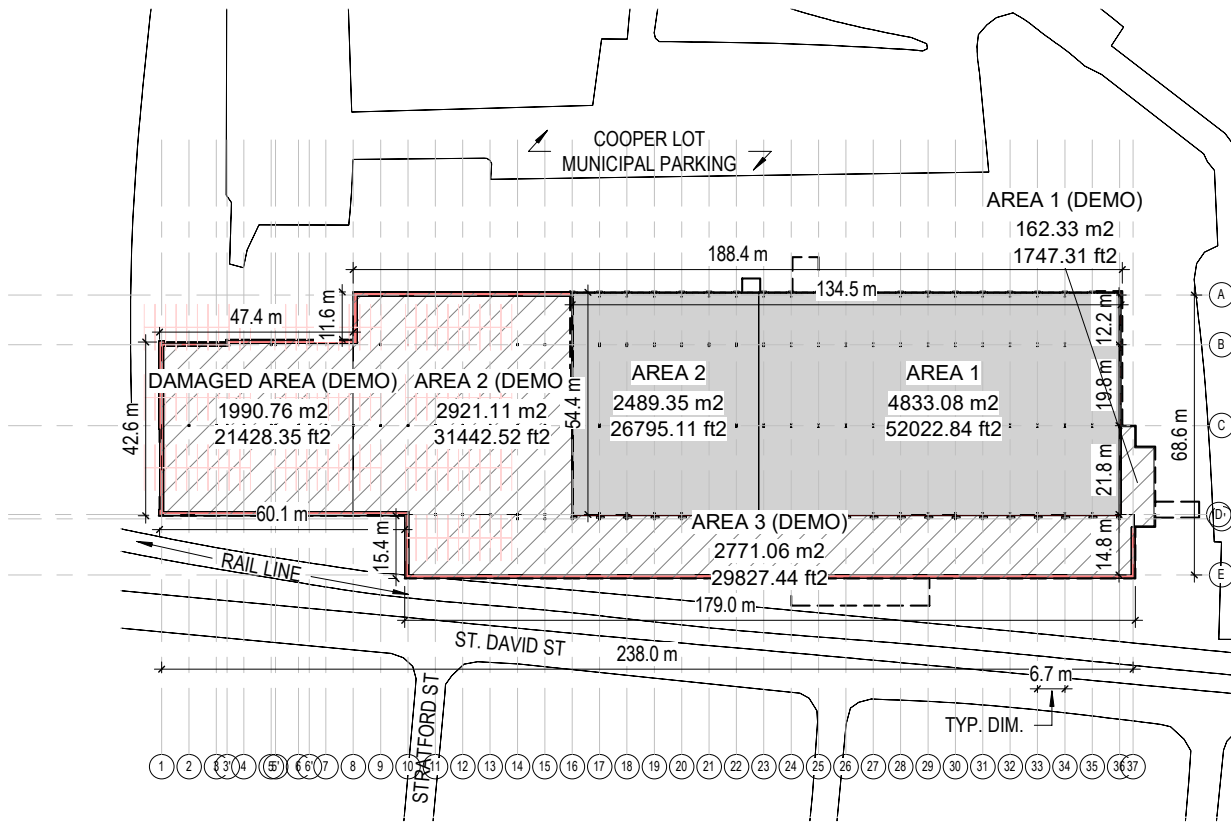 COOPER LOT
MUNICIPAL PARKING
AREA 1 (DEMO)
162.33 m2
1747.31 ft2
188.4 m
134.5 m
47.4 m
11.6 m
12.2 m
A
B
DAMAGED AREA (DEMO)
1990.76 m2
21428.35 ft2
AREA 2 (DEMO
2921.11 m2
31442.52 ft2
54.4 m
AREA 2
2489.35 m2
26795.11 ft2
AREA 1
4833.08 m2
52022.84 ft2
19.8 m
42.6 m
C
68.6 m
21.8 m
60.1 m
AREA 3 (DEMO)
2771.06 m2
29827.44 ft2
D'
15.4 m
14.8 m
RAIL LINE
E
179.0 m
ST. DAVID ST
238.0 m
6.7 m
STRATFORD ST
TYP. DIM.
1 2 3 3' 4 5' 6 6' 7 8 9 10 11 12 13 14 15 16 17 18 19 20 21 22 23 24 25 26 27 28 29 30 31 32 33 34 35 36 37